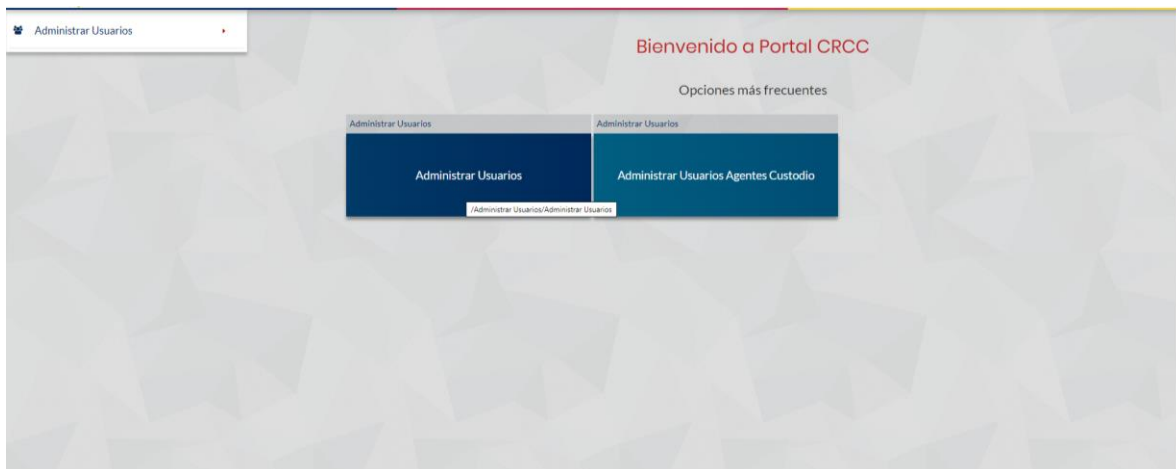 Administrar Usuarios
Bienvenido a Portal CRCC
Opciones más frecuentes
Administrar Usuarios
Administrar Usuarios
Administrar Usuarios
Administrar Usuarios Agentes Custodio
/Administrar Usuarios/Administrar Usuarios